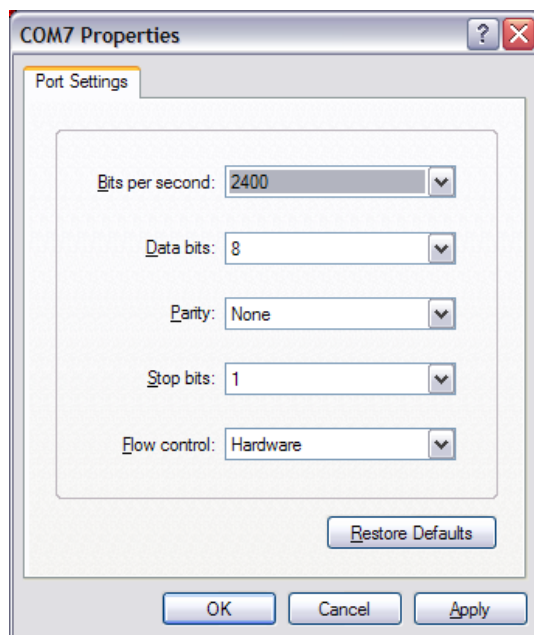 COM7 Properties
Port Settings
Bits per second: 2400
Data bits: 8
Parity: None
Stop bits: 1
Flow control: Hardware
Restore Defaults
OK Cancel Apply